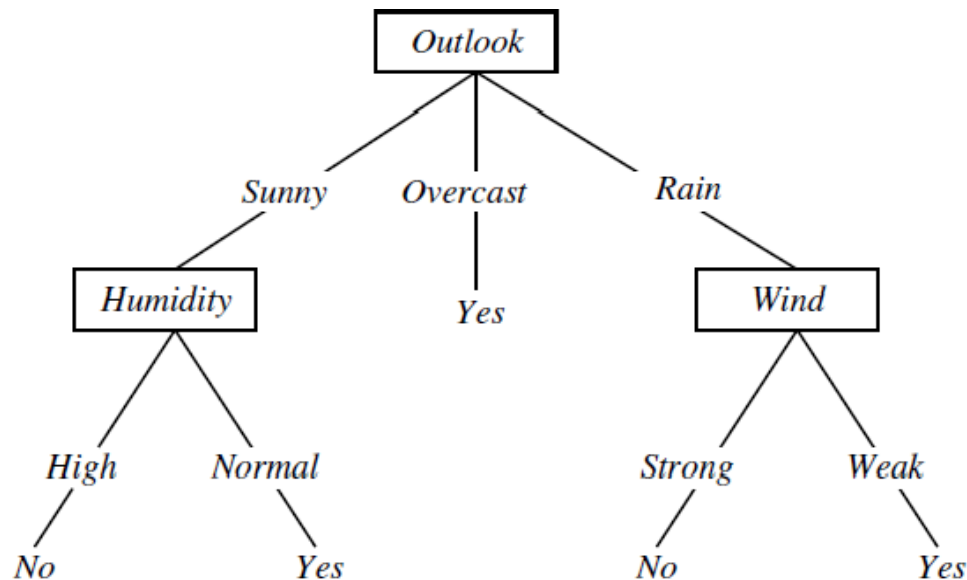 Outlook
Sunny Overcast Rain
Humidity Yes Wind
High Normal Strong Weak
No Yes No Yes